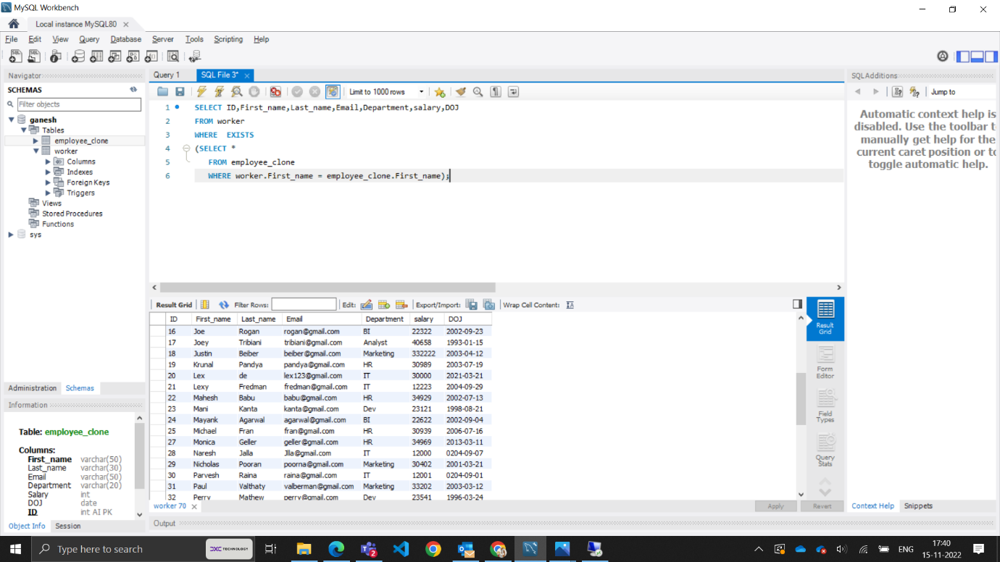 MySQL Workbench
Local instance MySQL80
File Edit View Query Database Server Tools Scripting Help
Navigator
SCHEMAS
Filter objects
ganesh
Tables
employee_clone
worker
Columns
Indexes
Foreign Keys
Triggers
Views
Stored Procedures
Functions
sys
Administration Schemas
Information
Table: employee_clone
Columns:
First_name varchar(50)
Last_name varchar(30)
Email varchar(50)
Department varchar(20)
Salary int
DOJ date
ID int AI PK
Object Info Session
Query 1 SQL File 3*
Limit to 1000 rows
1 SELECT ID,First_name,Last_name,Email,Department,salary,DOJ
2 FROM worker
3 WHERE EXISTS
4 (SELECT *
5 FROM employee_clone
6 WHERE worker.First_name = employee_clone.First_name);
Result Grid Filter Rows: Edit: Export/Import: Wrap Cell Content:
ID First_name Last_name Email Department salary DOJ
16 Joe Rogan rogan@gmail.com BI 22322 2002-09-23
17 Joey Tribiani tribiani@gmail.com Analyst 40658 1993-01-15
18 Justin Beiber beiber@gmail.com Marketing 332222 2003-04-12
19 Krunal Pandya pandya@gmail.com HR 30989 2003-07-19
20 Lex de lex123@gmail.com IT 30000 2021-03-21
21 Lexy Fredman fredman@gmail.com IT 12223 2004-09-29
22 Mahesh Babu babu@gmail.com HR 34929 2002-07-13
23 Mani Kanta kanta@gmail.com Dev 23121 1998-08-21
24 Mayank Agarwal agarwal@gmail.com BI 22622 2002-09-04
25 Michael Fran fran@gmail.com HR 30939 2006-07-16
27 Monica Geller geller@gmail.com HR 34969 2013-03-11
28 Naresh Jalla Jlla@gmail.com IT 12000 0204-09-07
29 Nicholas Pooran poorna@gmail.com Marketing 30402 2001-03-21
30 Parvesh Raina raina@gmail.com IT 12001 0204-09-01
31 Paul Valthaty valberman@gmail.com Marketing 33202 2003-03-12
32 Perry Mathew perry@gmail.com Dev 23541 1996-03-24
worker 70
Apply Revert
Output
Result
Grid
Form
Editor
Field
Types
Query
Stats
SQLAdditions
Jump to
Automatic context help is
disabled. Use the toolbar t
manually get help for the
current caret position or to
toggle automatic help.
Context Help Snippets
Type here to search
DXC TECHNOLOGY
ENG
17:40
15-11-2022